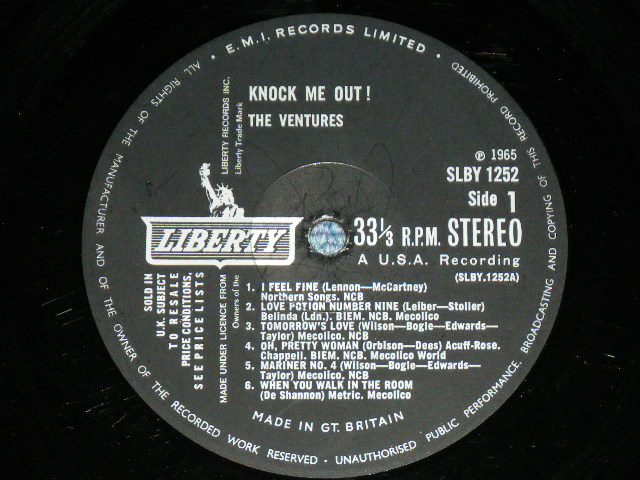 · E.M.I. RECORDS LIMITED ·
ALL RIGHTS OF THE MANUFACTURER AND OF THE OWNER OF THE RECORDED WORK RESERVED · UNAUTHORISED PUBLIC PERFORMANCE, BROADCASTING AND COPYING OF THIS RECORD PROHIBITED
KNOCK ME OUT!
THE VENTURES
LIBERTY RECORDS INC.
Liberty Trade Mark
℗ 1965
SLBY 1252
Side 1
LIBERTY
33⅓ R.P.M. STEREO
A U.S.A. Recording
(SLBY.1252A)
SOLD IN
U.K. SUBJECT
TO RESALE
PRICE CONDITIONS,
SEE PRICE LISTS
MADE UNDER LICENCE FROM
Owners of the
1. I FEEL FINE (Lennon—McCartney)
Northern Songs. NCB
2. LOVE POTION NUMBER NINE (Leiber—Stoller)
Belinda (Ldn.). BIEM. Mecolico
3. TOMORROW'S LOVE (Wilson—Bogle—Edwards—
Taylor) Mecolico. NCB
4. OH, PRETTY WOMAN (Orbison—Dees) Acuff-Rose.
Chappell. BIEM. NCB Mecolico World
5. MARINER NO. 4 (Wilson—Bogle—Edwards—
Taylor) Mecolico. NCB
6. WHEN YOU WALK IN THE ROOM
(De Shannon) Metric. Mecolico
MADE IN GT. BRITAIN